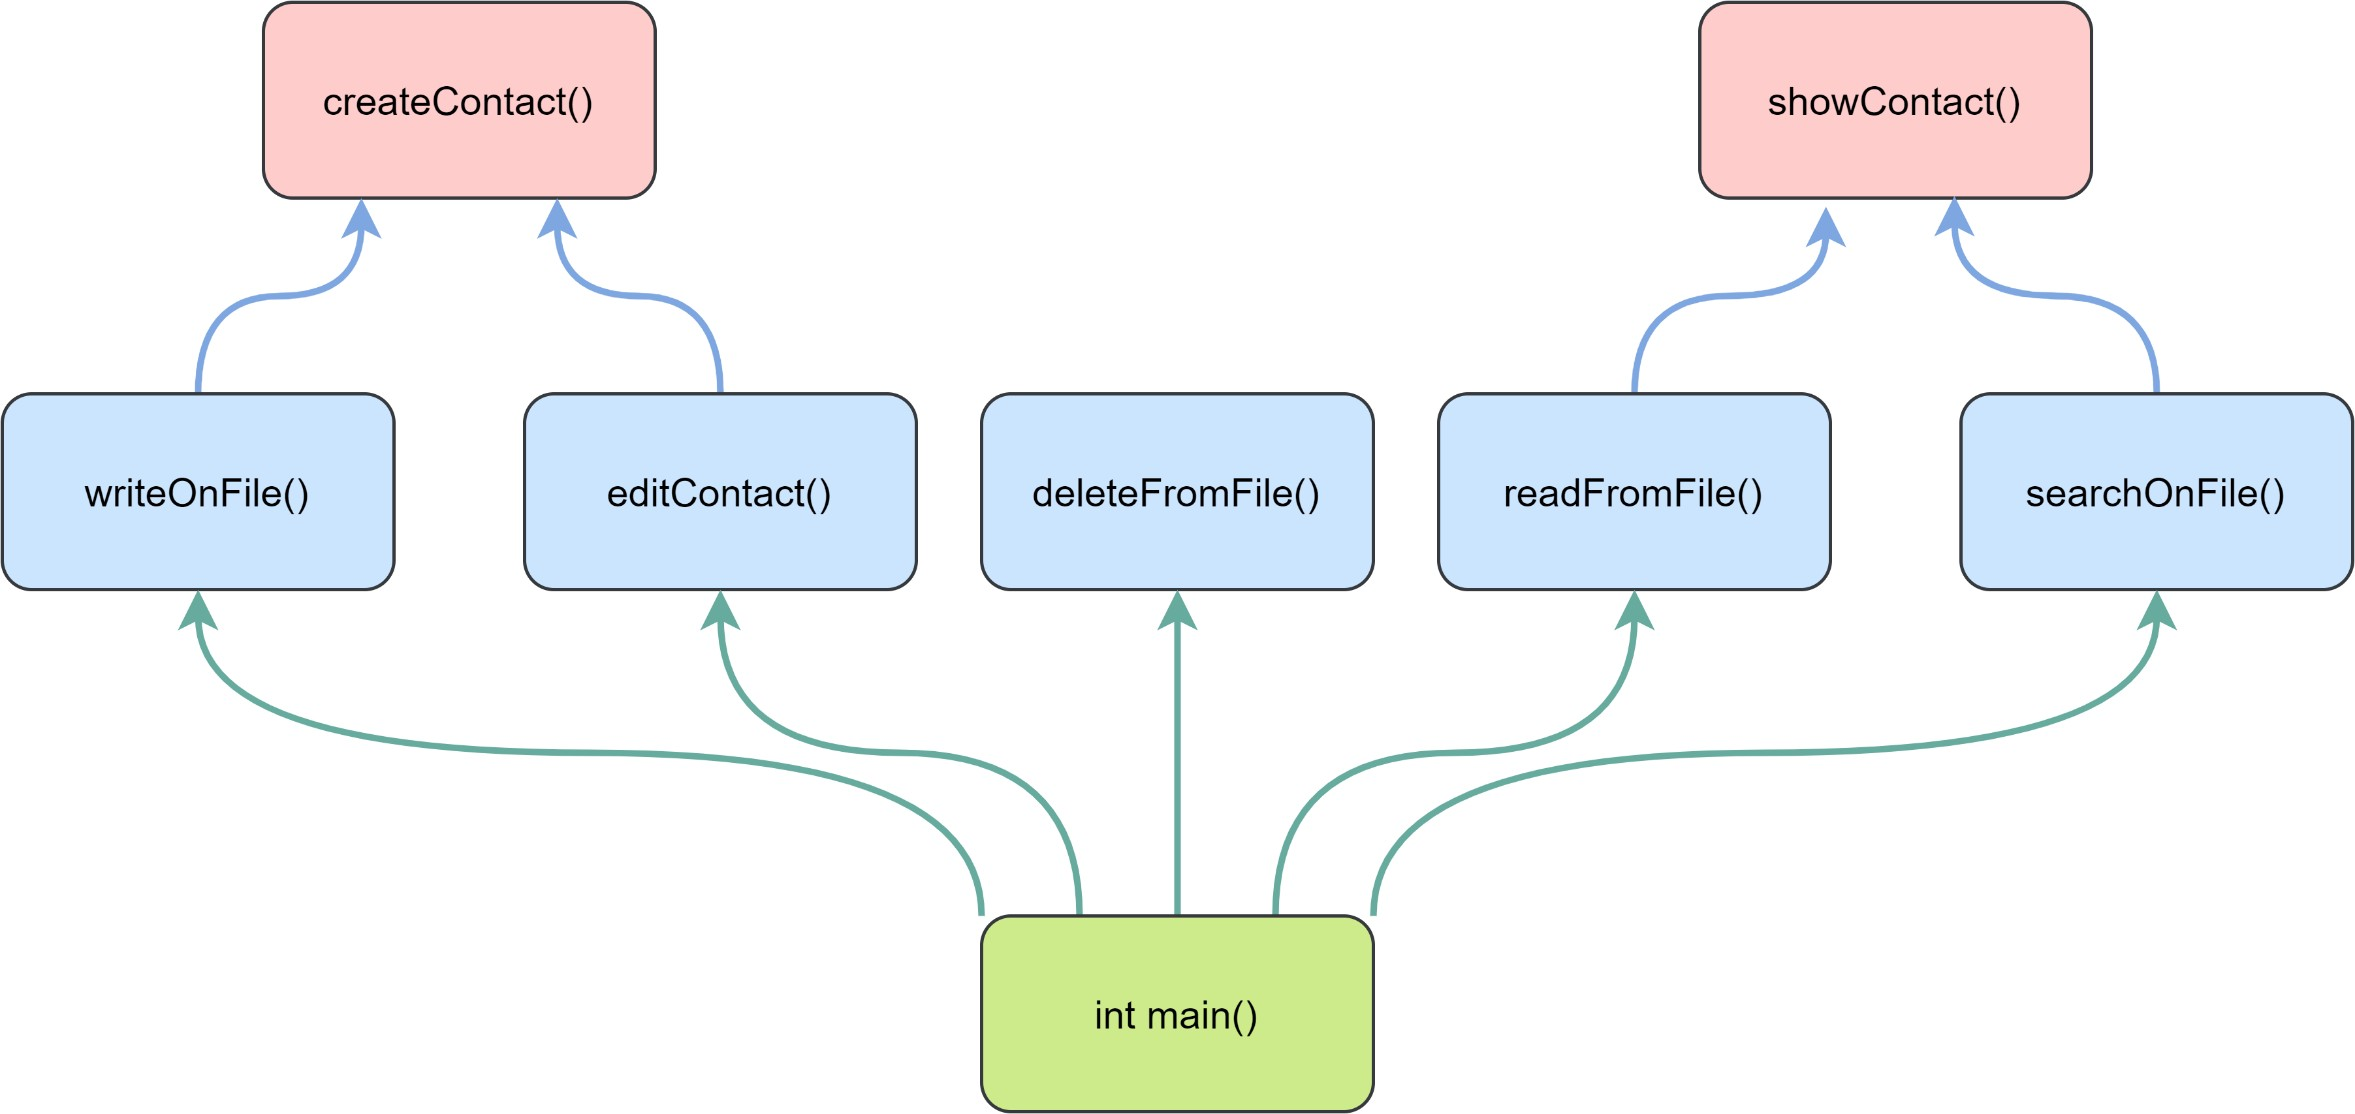 createContact()
showContact()
writeOnFile()
editContact()
deleteFromFile()
readFromFile()
searchOnFile()
int main()